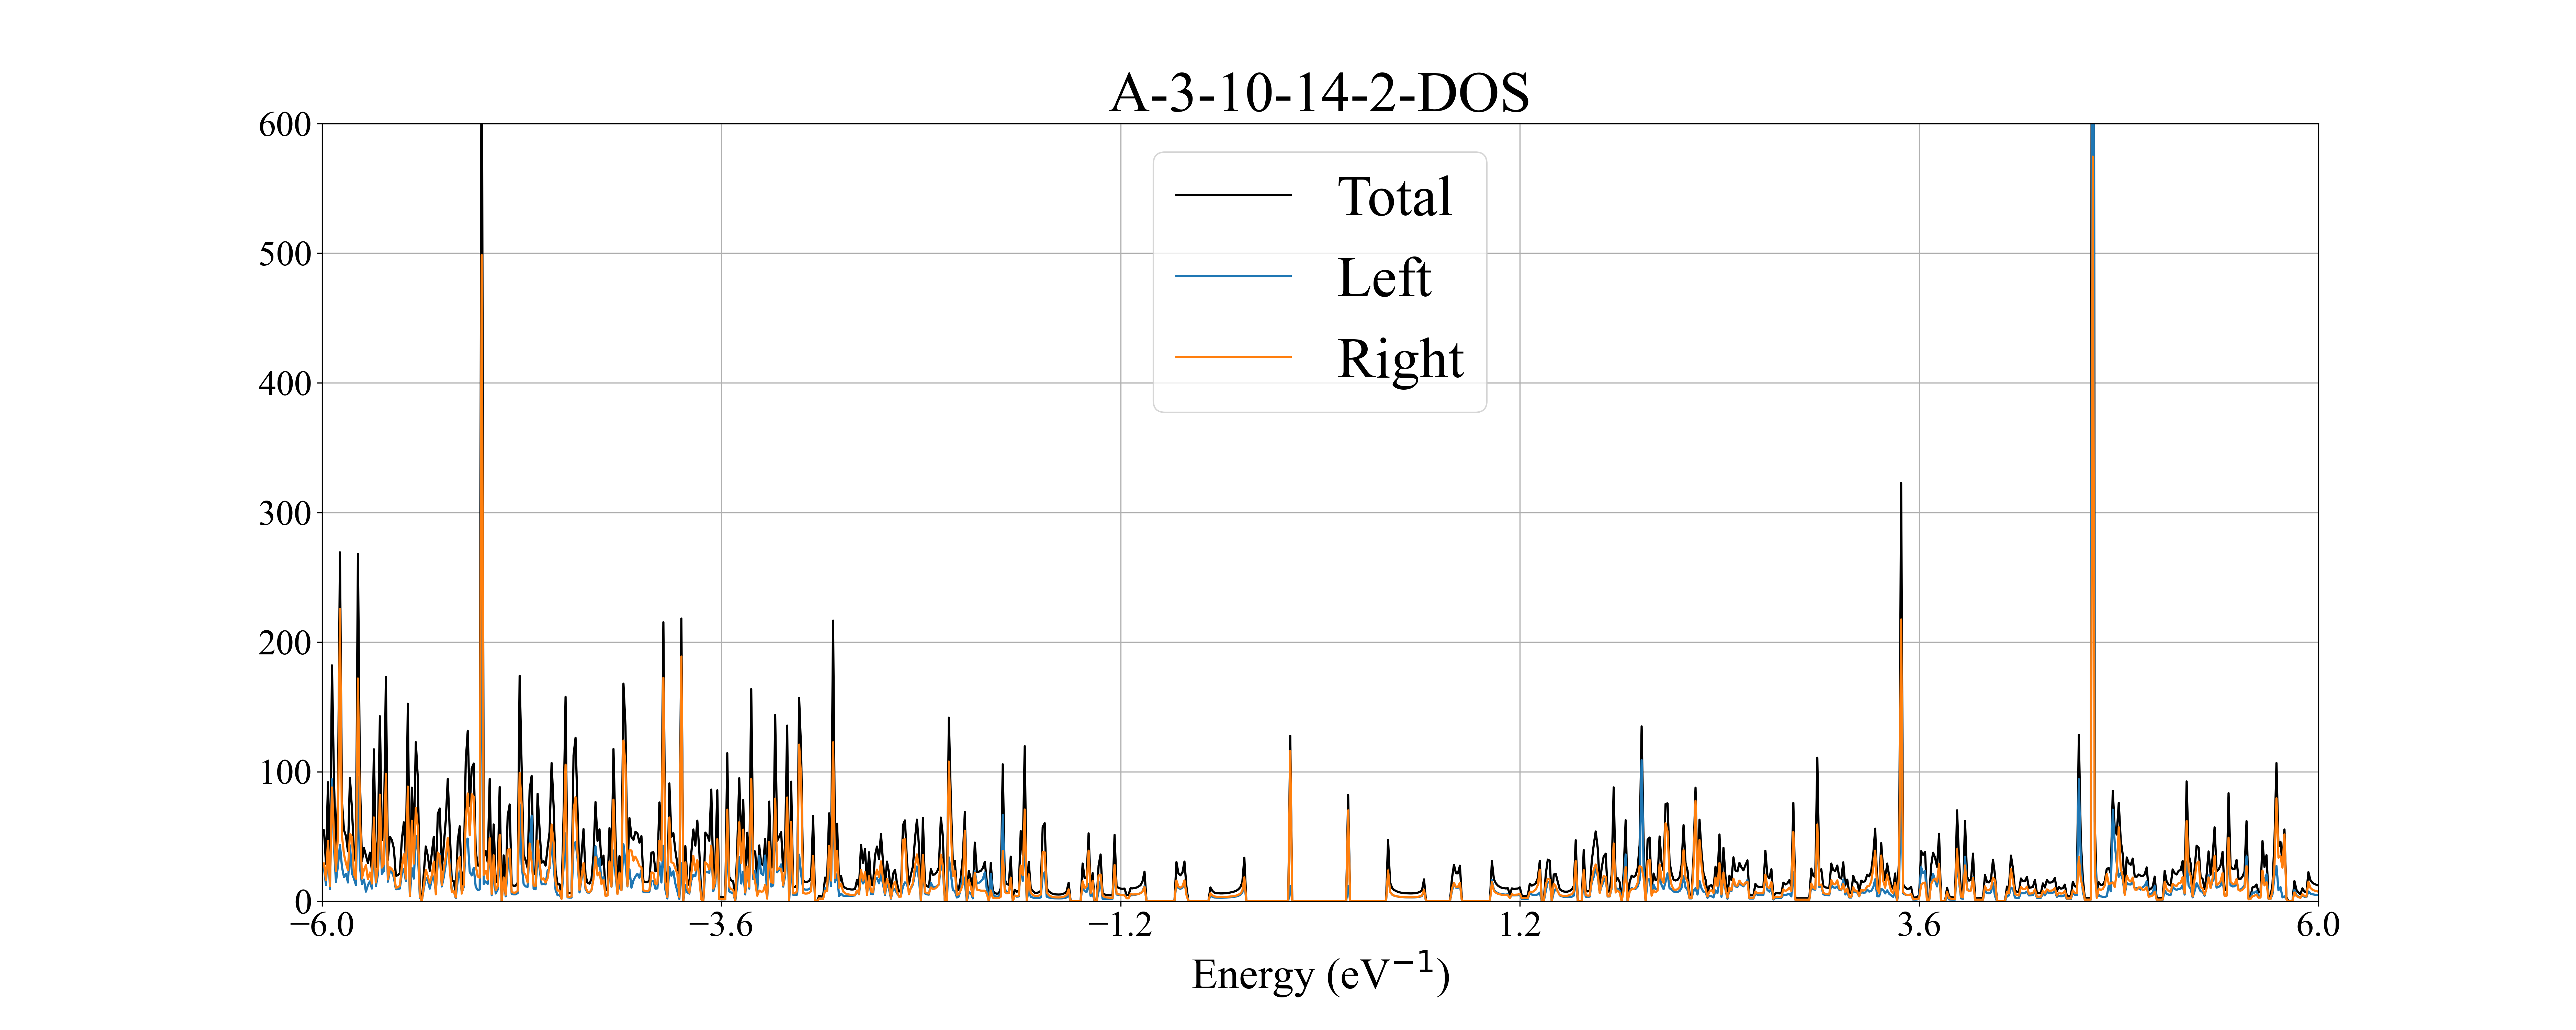 A-3-10-14-2-DOS
600
500
400
300
200
100
0
Total
Left
Right
−6.0 −3.6 −1.2 1.2 3.6 6.0
Energy (eV⁻¹)